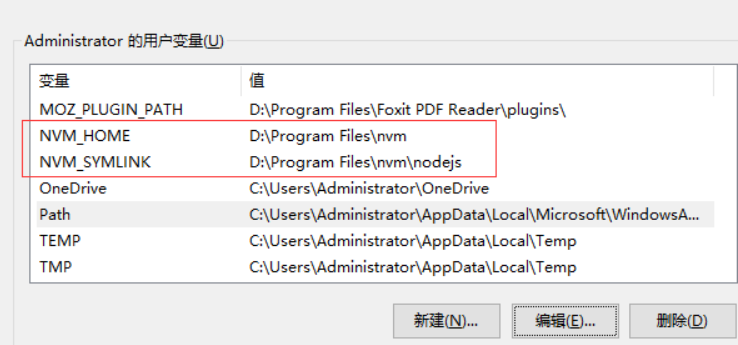 Administrator 的用户变量(U)
变量 值
MOZ_PLUGIN_PATH D:\Program Files\Foxit PDF Reader\plugins\
NVM_HOME D:\Program Files\nvm
NVM_SYMLINK D:\Program Files\nvm\nodejs
OneDrive C:\Users\Administrator\OneDrive
Path C:\Users\Administrator\AppData\Local\Microsoft\WindowsA...
TEMP C:\Users\Administrator\AppData\Local\Temp
TMP C:\Users\Administrator\AppData\Local\Temp
新建(N)... 编辑(E)... 删除(D)